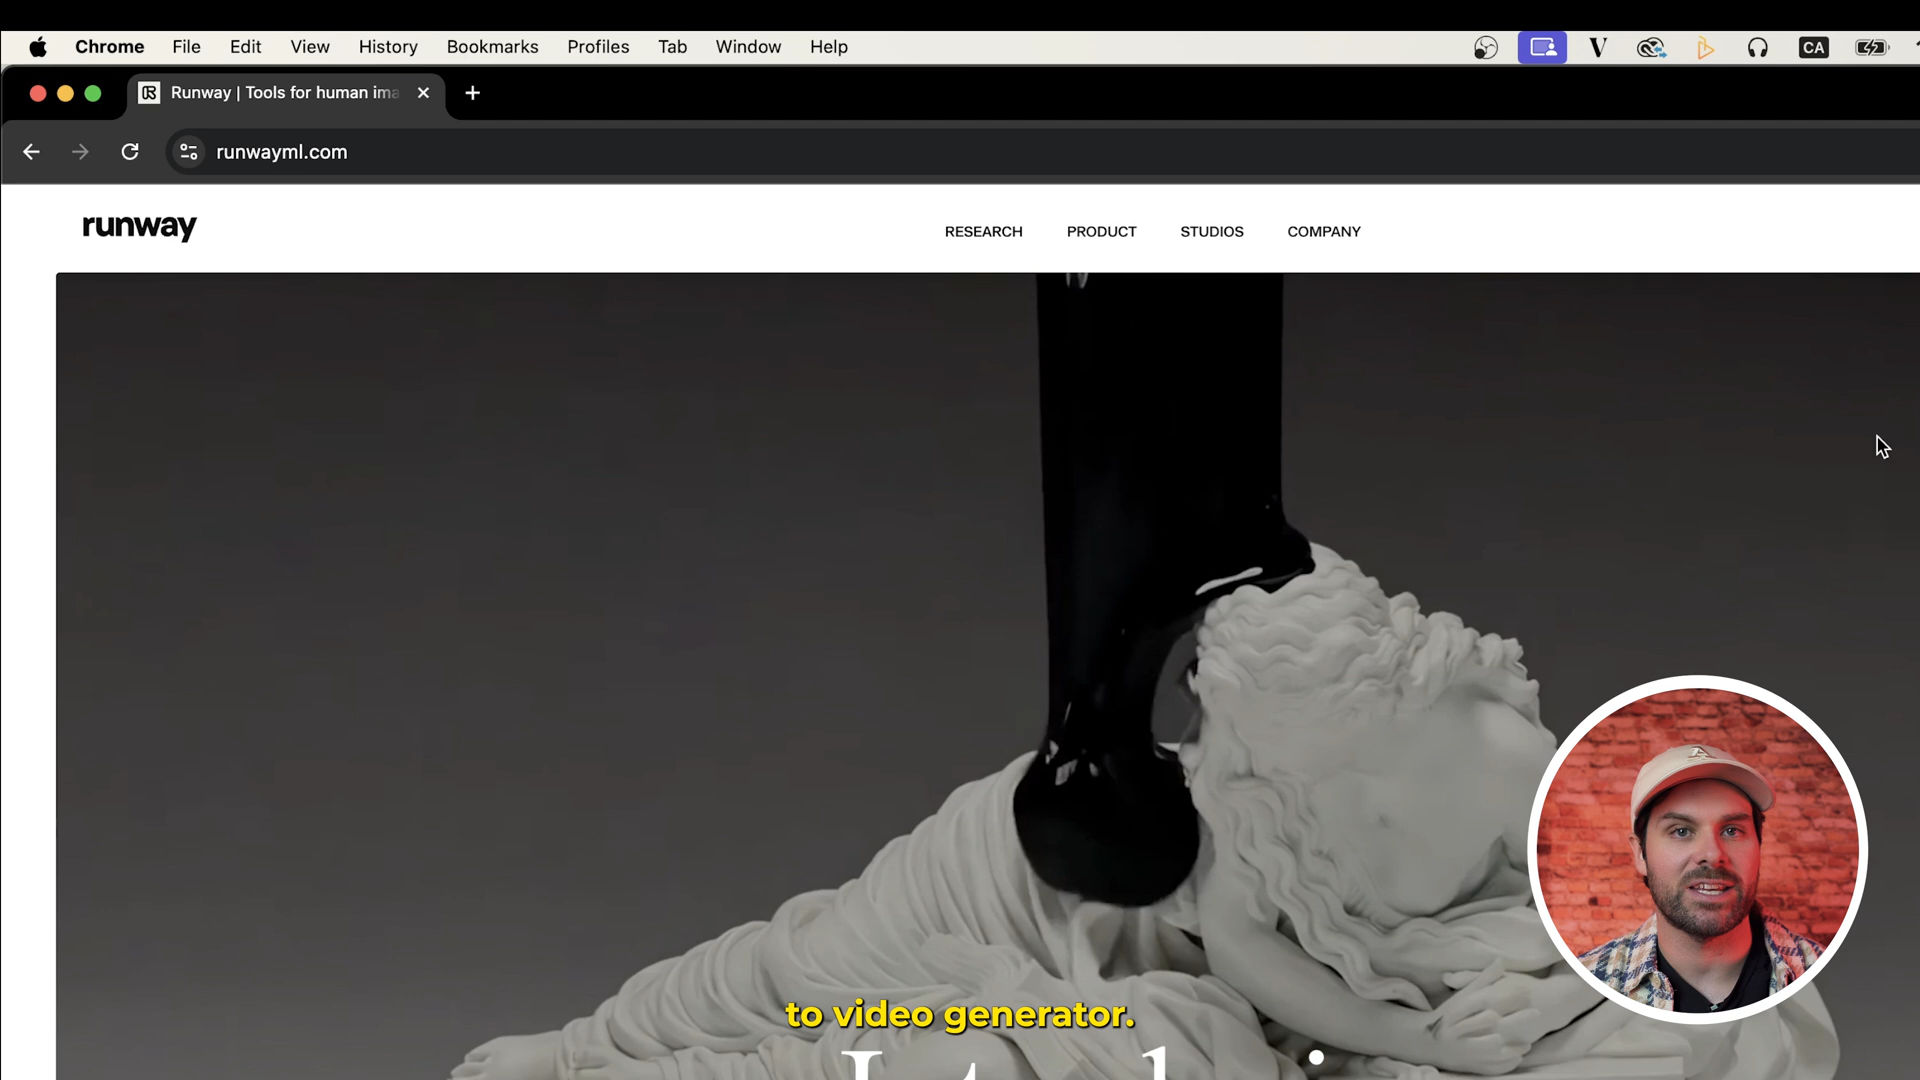 Chrome File Edit View History Bookmarks Profiles Tab Window Help
V CA
Runway | Tools for human ima
runwayml.com
runway
RESEARCH PRODUCT STUDIOS COMPANY
A
to video generator.